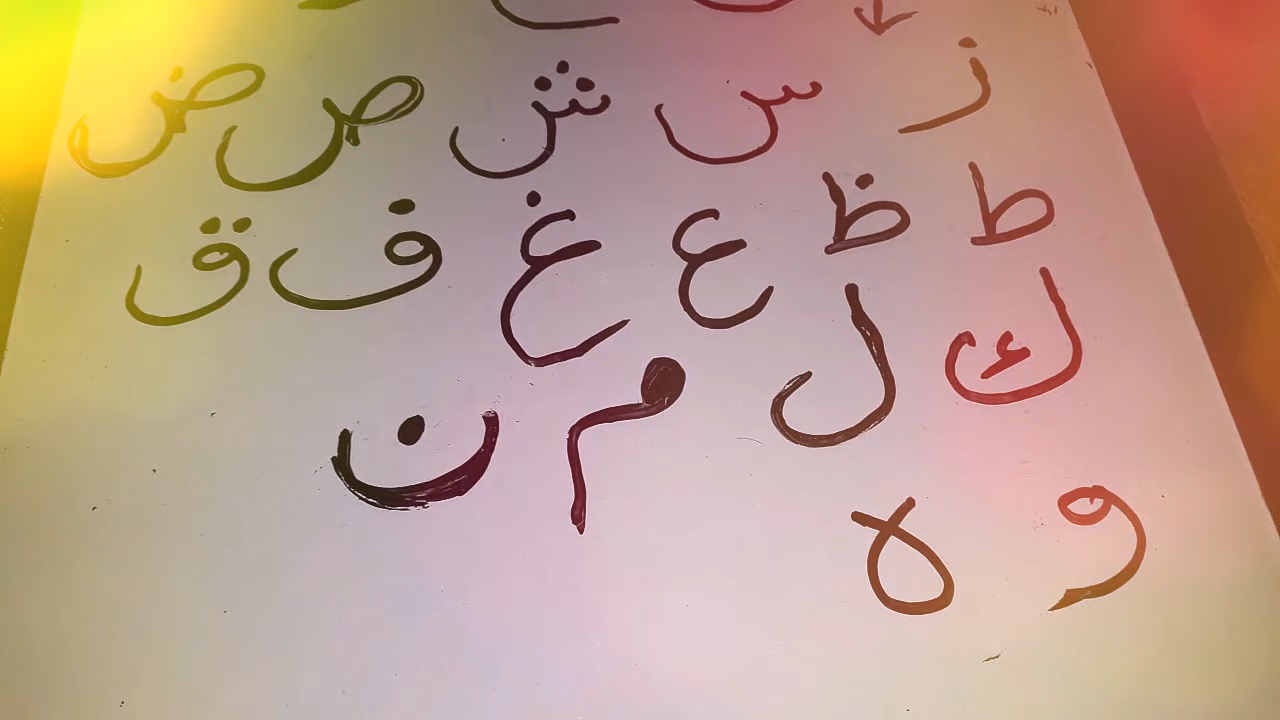 ز س ش ص ض
ط ظ ع غ ف ق
ك ل م ن
و ه